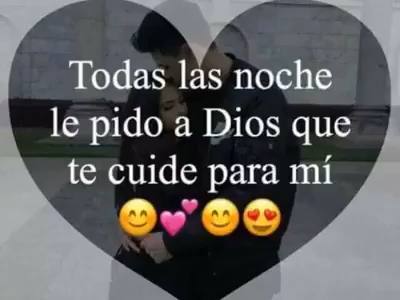 Todas las noche
le pido a Dios que
te cuide para mí
😊💕😊😍